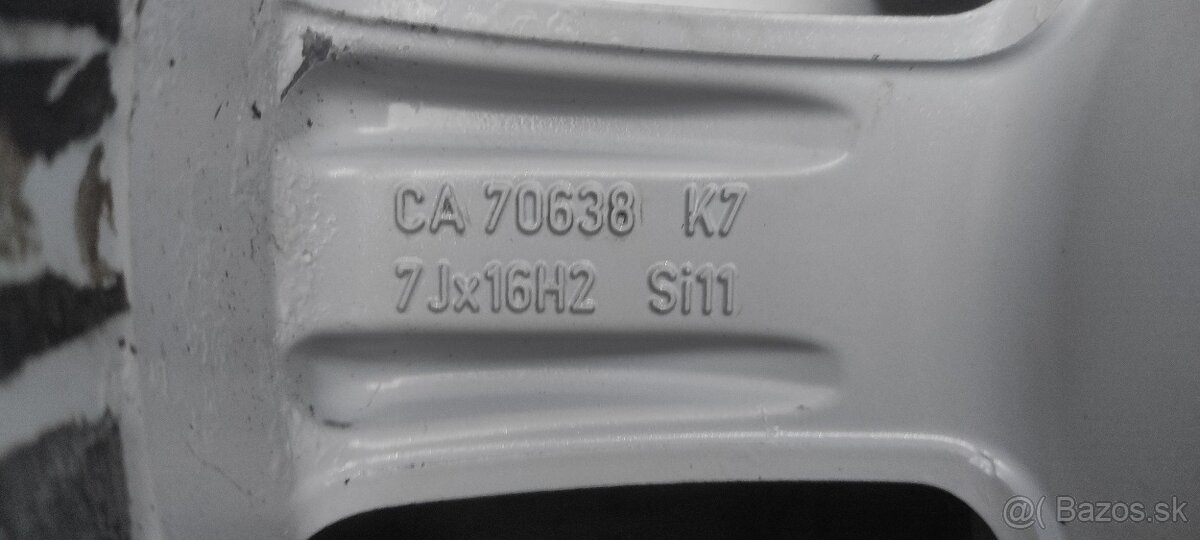 CA 70638 K7
7Jx16H2 Si11
@( Bazos.sk